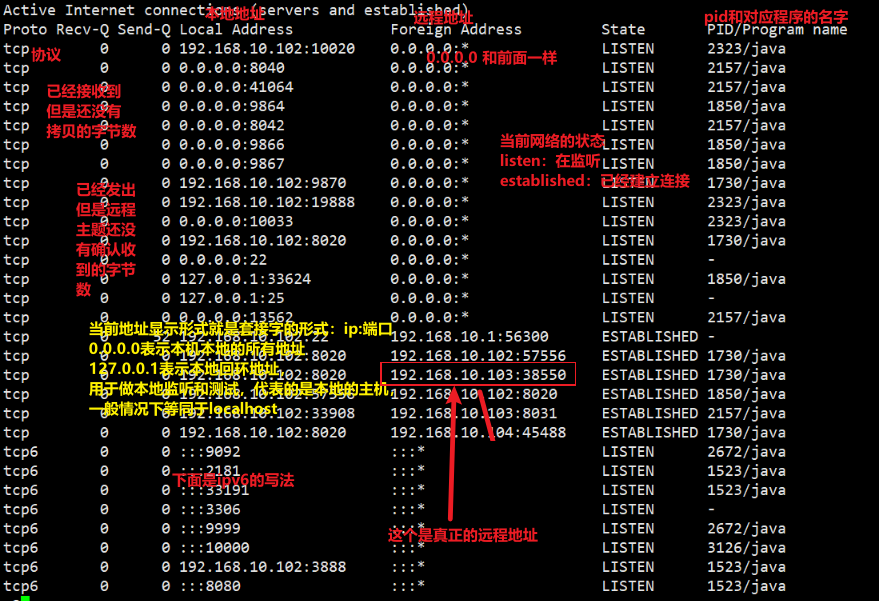 Active Internet connections (servers and established)
本地地址
远程地址
pid和对应程序的名字
Proto Recv-Q Send-Q Local Address Foreign Address State PID/Program name
tcp 0 0 192.168.10.102:10020 0.0.0.0:* LISTEN 2323/java
协议
0.0.0.0 和前面一样
tcp 0 0 0.0.0.0:8040 0.0.0.0:* LISTEN 2157/java
tcp 0 0 0.0.0.0:41064 0.0.0.0:* LISTEN 2157/java
已经接收到
但是还没有
拷贝的字节数
tcp 0 0 0.0.0.0:9864 0.0.0.0:* LISTEN 1850/java
tcp 0 0 0.0.0.0:8042 0.0.0.0:* LISTEN 2157/java
tcp 0 0 0.0.0.0:9866 0.0.0.0:* LISTEN 1850/java
当前网络的状态
listen：在监听
established：已经建立连接
tcp 0 0 0.0.0.0:9867 0.0.0.0:* LISTEN 1850/java
tcp 0 0 192.168.10.102:9870 0.0.0.0:* LISTEN 1730/java
已经发出
但是远程
主题还没
有确认收
到的字节
数
tcp 0 0 192.168.10.102:19888 0.0.0.0:* LISTEN 2323/java
tcp 0 0 0.0.0.0:10033 0.0.0.0:* LISTEN 2323/java
tcp 0 0 192.168.10.102:8020 0.0.0.0:* LISTEN 1730/java
tcp 0 0 0.0.0.0:22 0.0.0.0:* LISTEN -
tcp 0 0 127.0.0.1:33624 0.0.0.0:* LISTEN 1850/java
tcp 0 0 127.0.0.1:25 0.0.0.0:* LISTEN -
tcp 0 0 0.0.0.0:13562 0.0.0.0:* LISTEN 2157/java
当前地址显示形式就是套接字的形式：ip:端口
0.0.0.0表示本机本地的所有地址
127.0.0.1表示本地回环地址,
用于做本地监听和测试，代表的是本地的主机
一般情况下等同于localhost
tcp 192.168.10.1:56300 ESTABLISHED -
tcp 192.168.10.102:8020 192.168.10.102:57556 ESTABLISHED 1730/java
tcp 192.168.10.102:8020 192.168.10.103:38550 ESTABLISHED 1730/java
tcp 192.168.10.102:8020 ESTABLISHED 1850/java
tcp 192.168.10.102:33908 192.168.10.103:8031 ESTABLISHED 2157/java
tcp 0 0 192.168.10.102:8020 192.168.10.104:45488 ESTABLISHED 1730/java
tcp6 0 0 :::9092 :::* LISTEN 2672/java
tcp6 0 0 :::2181 :::* LISTEN 1523/java
下面是ipv6的写法
tcp6 0 0 :::33191 :::* LISTEN 1523/java
tcp6 0 0 :::3306 :::* LISTEN -
tcp6 0 0 :::9999 :::* LISTEN 2672/java
这个是真正的远程地址
tcp6 0 0 :::10000 :::* LISTEN 3126/java
tcp6 0 0 192.168.10.102:3888 :::* LISTEN 1523/java
tcp6 0 0 :::8080 :::* LISTEN 1523/java